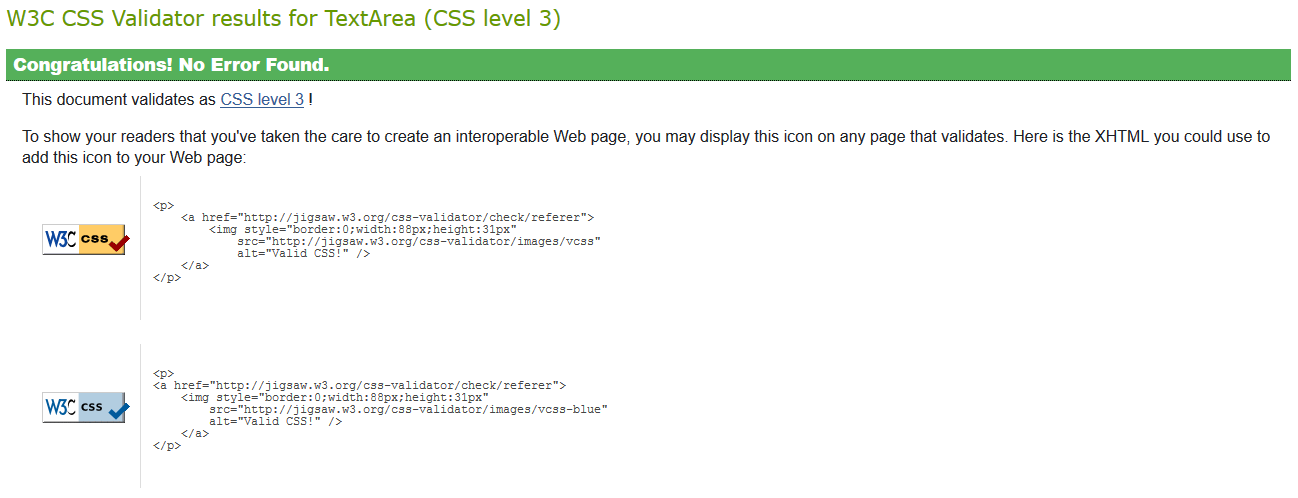 W3C CSS Validator results for TextArea (CSS level 3)
Congratulations! No Error Found.
This document validates as CSS level 3 !
To show your readers that you've taken the care to create an interoperable Web page, you may display this icon on any page that validates. Here is the XHTML you could use to
add this icon to your Web page:
W3C css
<p>
    <a href="http://jigsaw.w3.org/css-validator/check/referer">
        <img style="border:0;width:88px;height:31px"
            src="http://jigsaw.w3.org/css-validator/images/vcss"
            alt="Valid CSS!" />
    </a>
</p>
W3C css
<p>
<a href="http://jigsaw.w3.org/css-validator/check/referer">
    <img style="border:0;width:88px;height:31px"
        src="http://jigsaw.w3.org/css-validator/images/vcss-blue"
        alt="Valid CSS!" />
    </a>
</p>